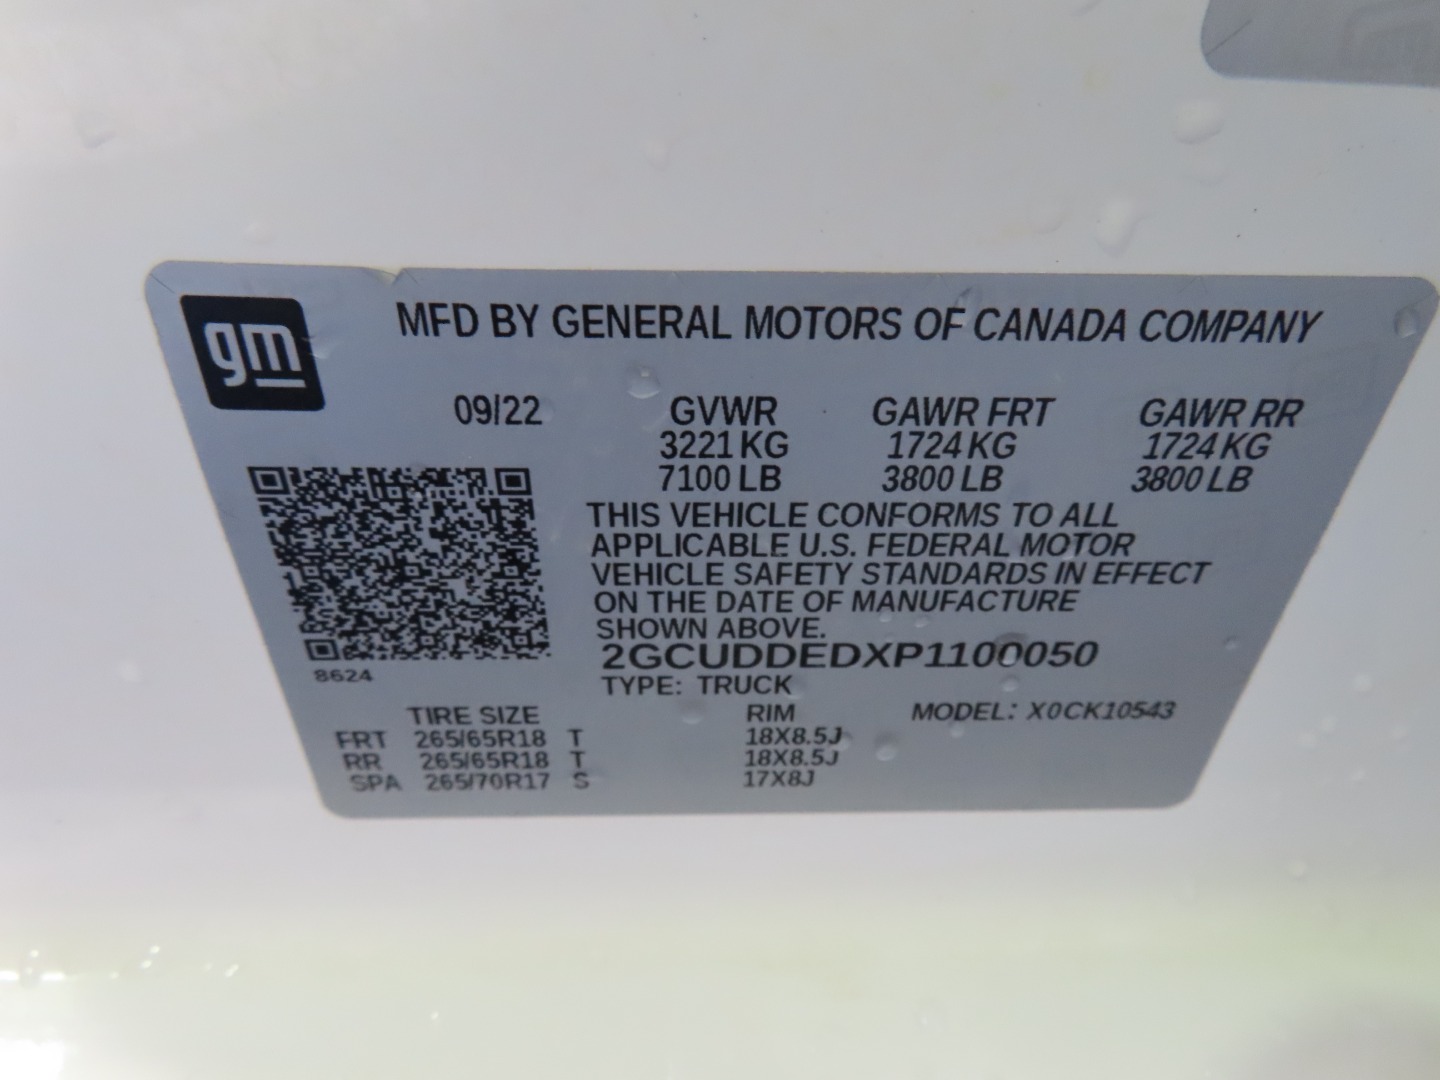 gm
MFD BY GENERAL MOTORS OF CANADA COMPANY
09/22 GVWR GAWR FRT GAWR RR
3221 KG 1724 KG 1724 KG
7100 LB 3800 LB 3800 LB
THIS VEHICLE CONFORMS TO ALL
APPLICABLE U.S. FEDERAL MOTOR
VEHICLE SAFETY STANDARDS IN EFFECT
ON THE DATE OF MANUFACTURE
SHOWN ABOVE.
2GCUDDEDXP1100050
8624
TYPE: TRUCK
TIRE SIZE RIM MODEL: X0CK10543
FRT 265/65R18 T 18X8.5J
RR 265/65R18 T 18X8.5J
SPA 265/70R17 S 17X8J